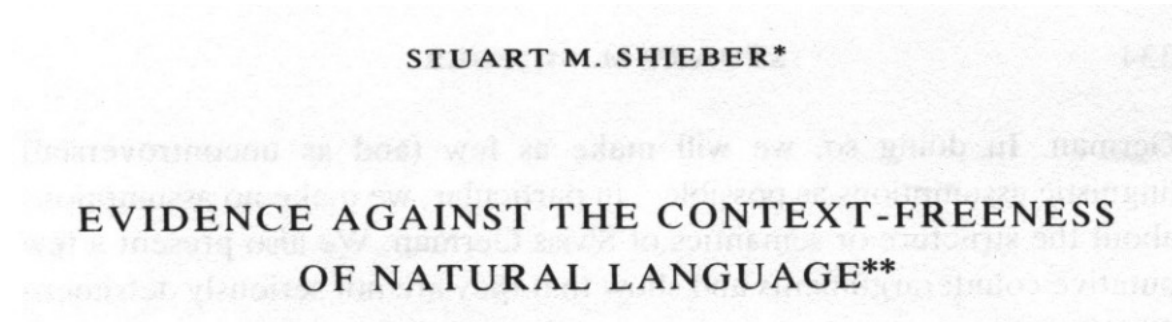 STUART M. SHIEBER*
EVIDENCE AGAINST THE CONTEXT-FREENESS
OF NATURAL LANGUAGE**